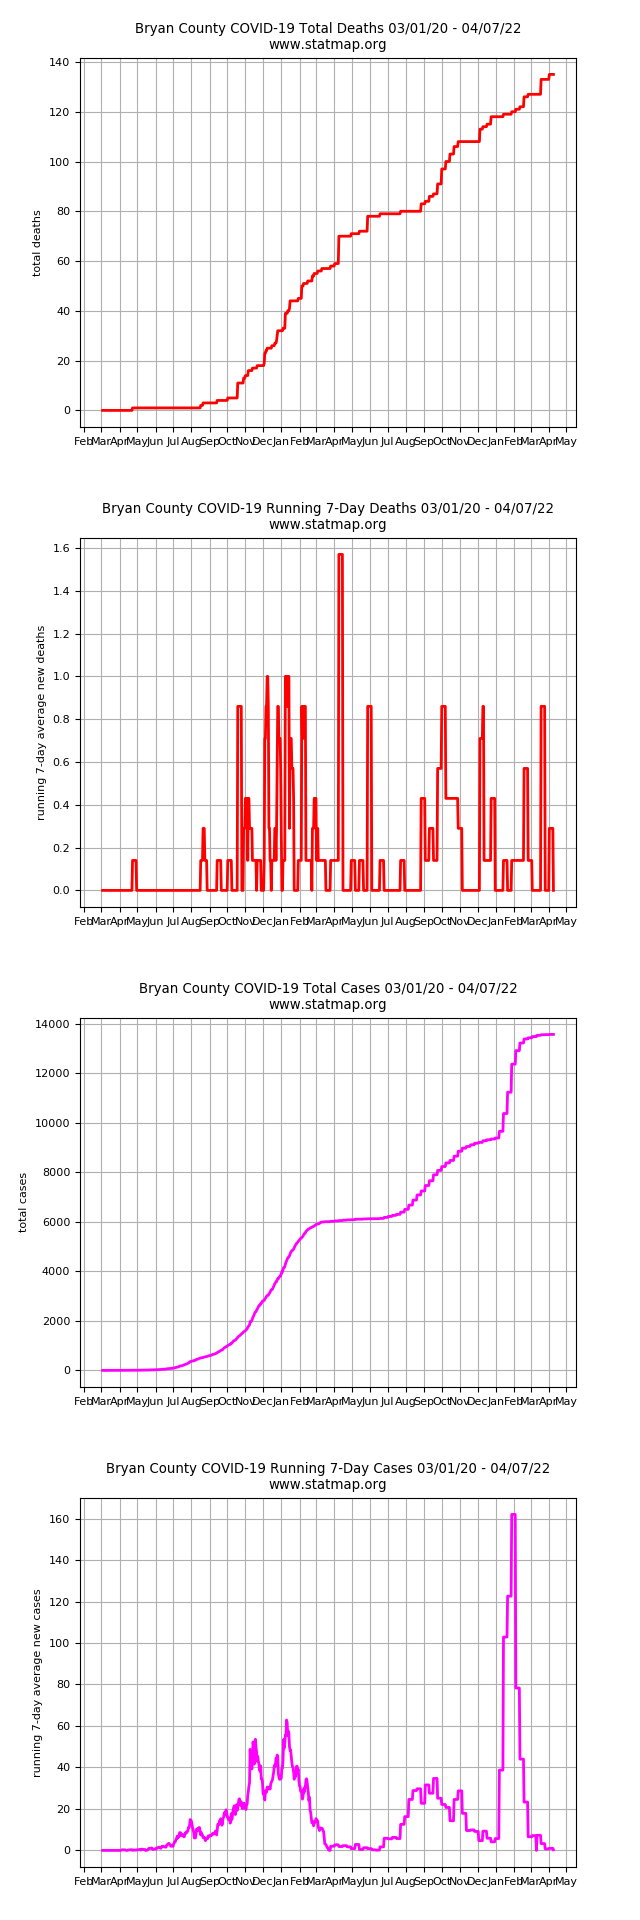 Bryan County COVID-19 Total Deaths 03/01/20 - 04/07/22
www.statmap.org
140
120
100
80
60
40
20
0
total deaths
Feb Mar Apr May Jun Jul Aug Sep Oct Nov Dec Jan Feb Mar Apr May Jun Jul Aug Sep Oct Nov Dec Jan Feb Mar Apr May
Bryan County COVID-19 Running 7-Day Deaths 03/01/20 - 04/07/22
www.statmap.org
1.6
1.4
1.2
1.0
0.8
0.6
0.4
0.2
0.0
running 7-day average new deaths
Feb Mar Apr May Jun Jul Aug Sep Oct Nov Dec Jan Feb Mar Apr May Jun Jul Aug Sep Oct Nov Dec Jan Feb Mar Apr May
Bryan County COVID-19 Total Cases 03/01/20 - 04/07/22
www.statmap.org
14000
12000
10000
8000
6000
4000
2000
0
total cases
Feb Mar Apr May Jun Jul Aug Sep Oct Nov Dec Jan Feb Mar Apr May Jun Jul Aug Sep Oct Nov Dec Jan Feb Mar Apr May
Bryan County COVID-19 Running 7-Day Cases 03/01/20 - 04/07/22
www.statmap.org
160
140
120
100
80
60
40
20
0
running 7-day average new cases
Feb Mar Apr May Jun Jul Aug Sep Oct Nov Dec Jan Feb Mar Apr May Jun Jul Aug Sep Oct Nov Dec Jan Feb Mar Apr May